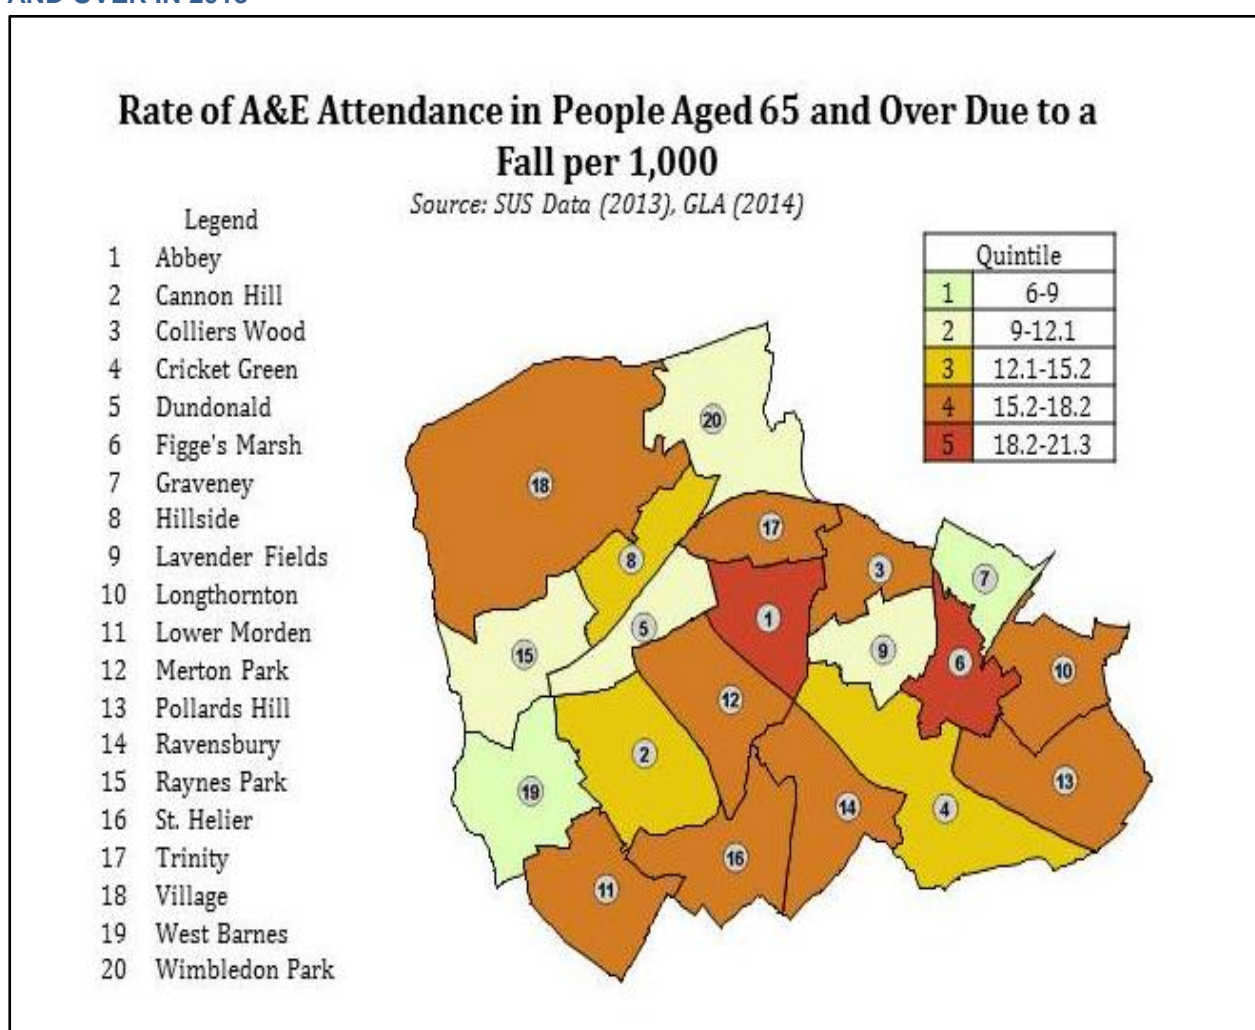 AND OVER IN 2013
Rate of A&E Attendance in People Aged 65 and Over Due to a
Fall per 1,000
Source: SUS Data (2013), GLA (2014)
Legend
1 Abbey
2 Cannon Hill
3 Colliers Wood
4 Cricket Green
5 Dundonald
6 Figge's Marsh
7 Graveney
8 Hillside
9 Lavender Fields
10 Longthornton
11 Lower Morden
12 Merton Park
13 Pollards Hill
14 Ravensbury
15 Raynes Park
16 St. Helier
17 Trinity
18 Village
19 West Barnes
20 Wimbledon Park
Quintile
1 6-9
2 9-12.1
3 12.1-15.2
4 15.2-18.2
5 18.2-21.3
20
18
17
8
3
7
1
5
9
15
6
10
12
2
13
19
14
4
16
11